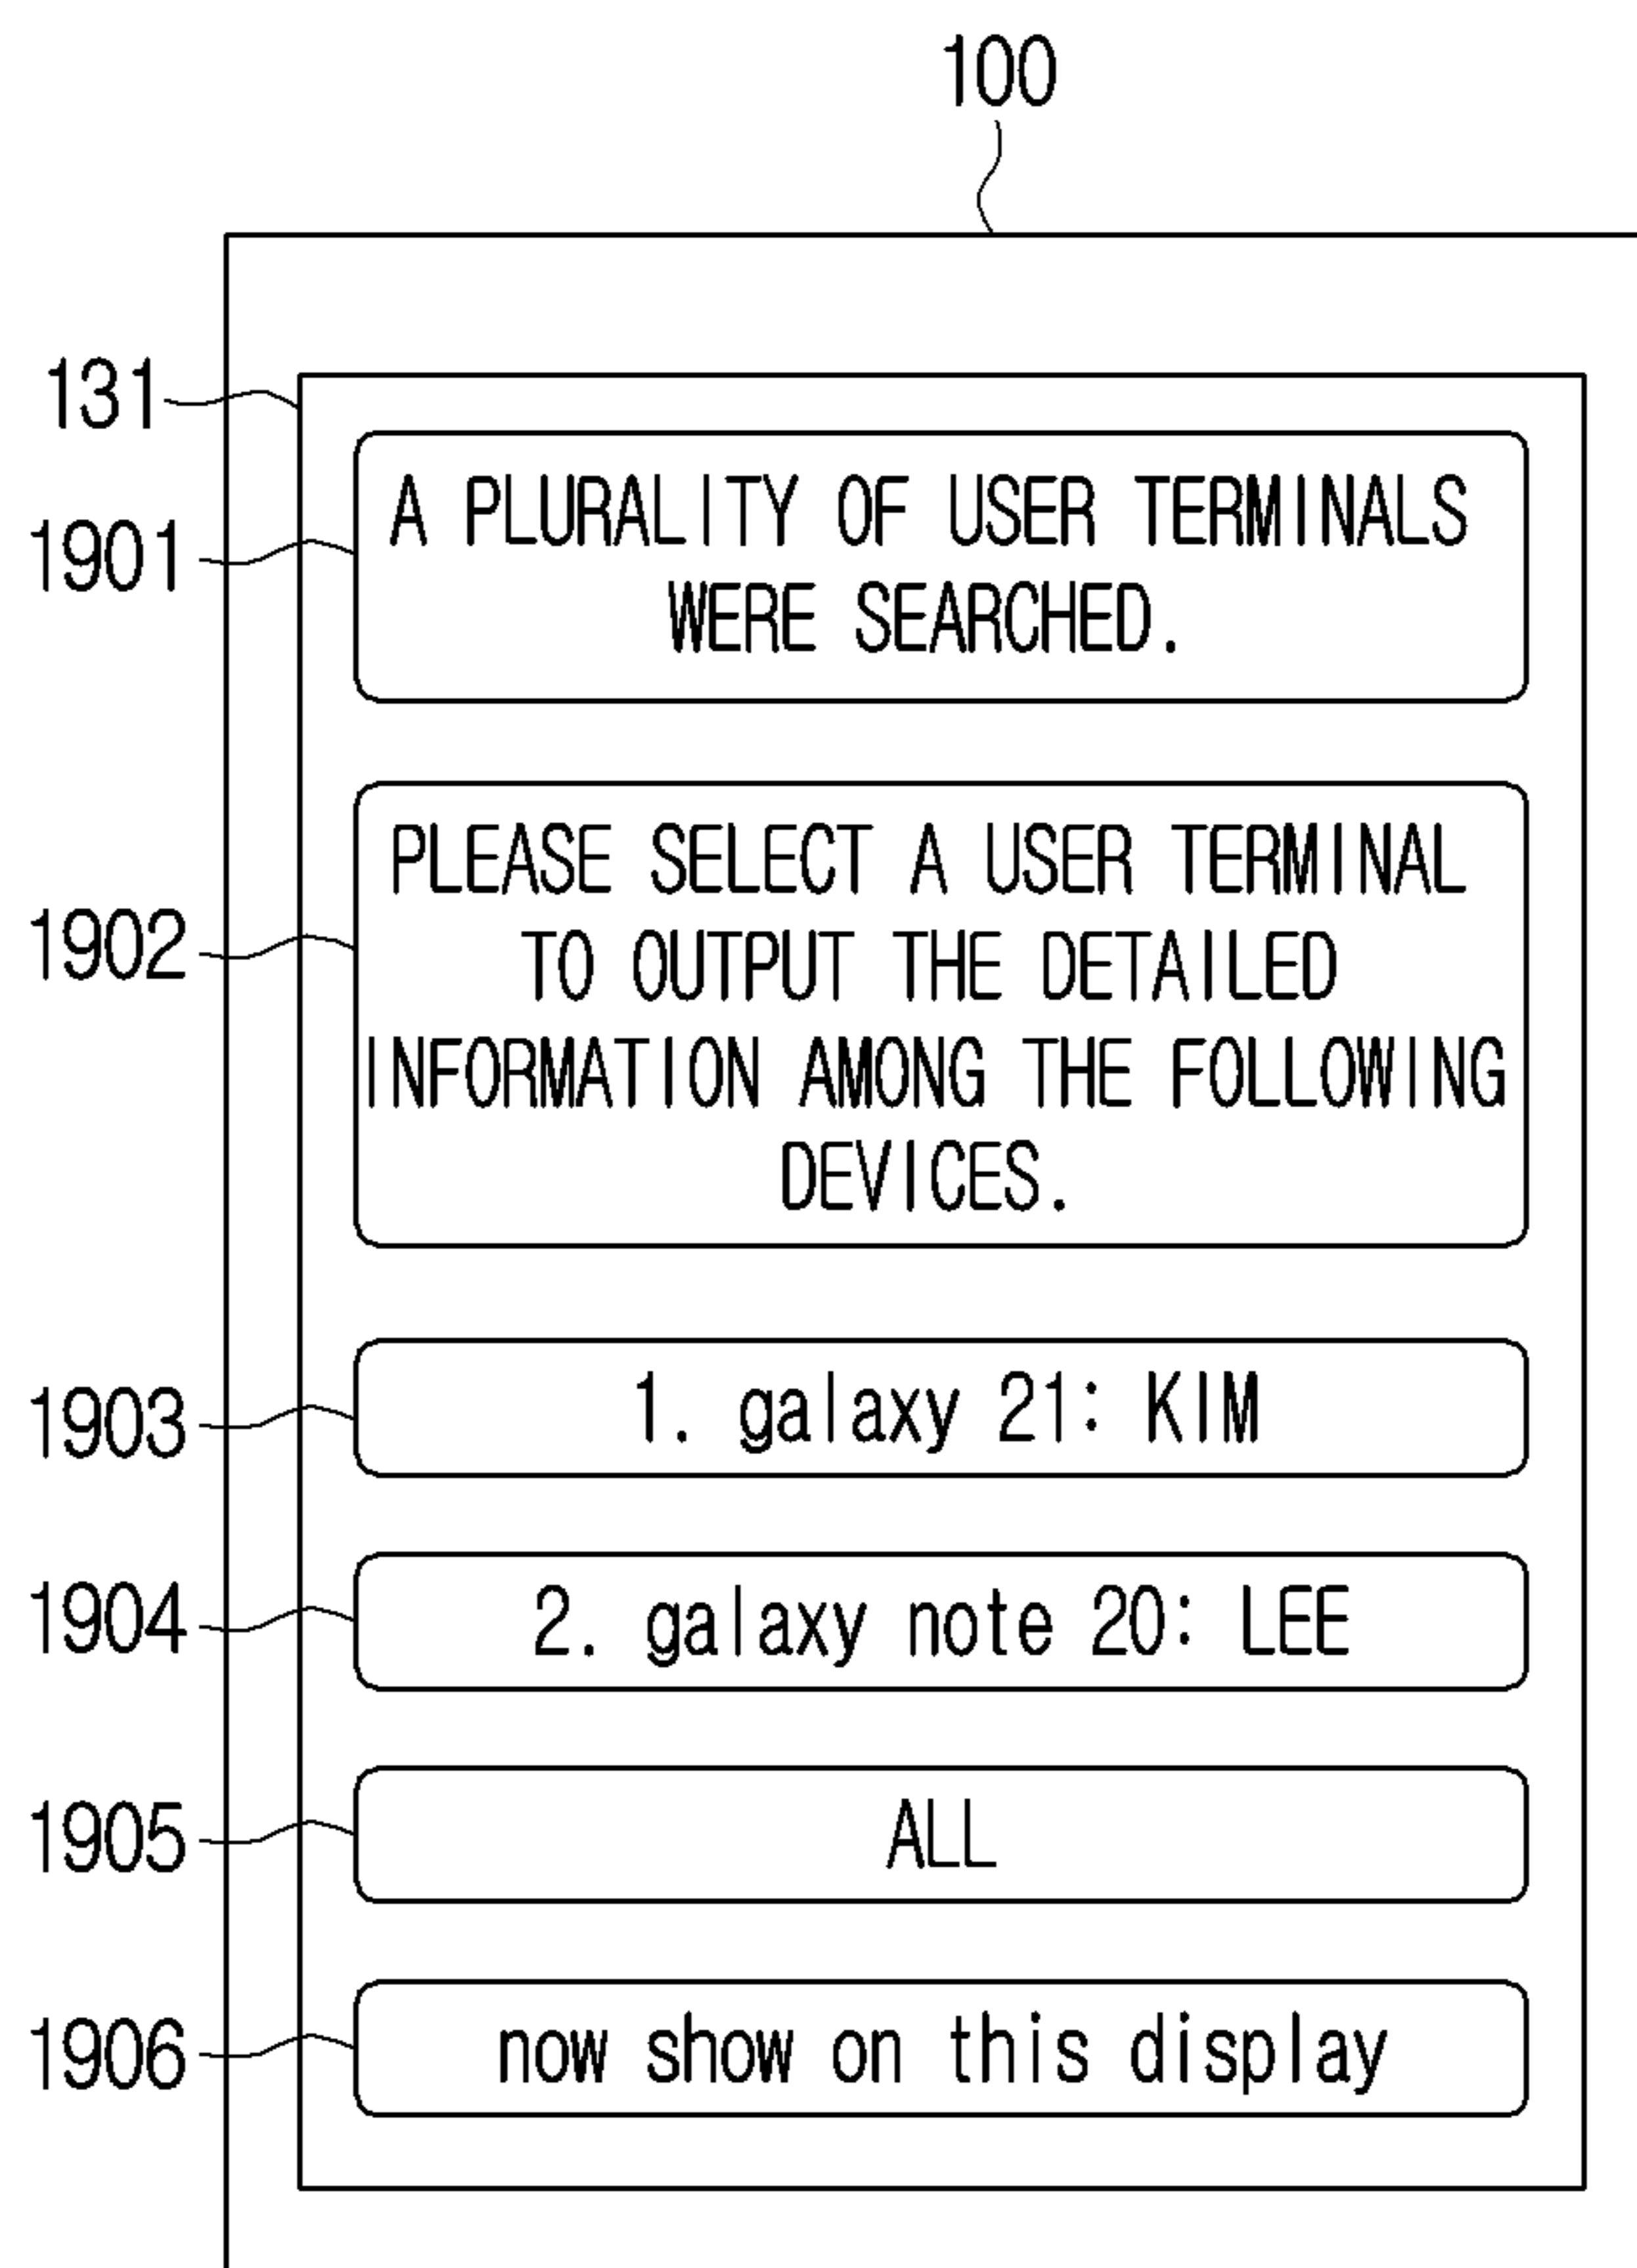 100
131
A PLURALITY OF USER TERMINALS
WERE SEARCHED.
1901
PLEASE SELECT A USER TERMINAL
TO OUTPUT THE DETAILED
INFORMATION AMONG THE FOLLOWING
DEVICES.
1902
1903
1. galaxy 21: KIM
1904
2. galaxy note 20: LEE
1905
ALL
1906
now show on this display